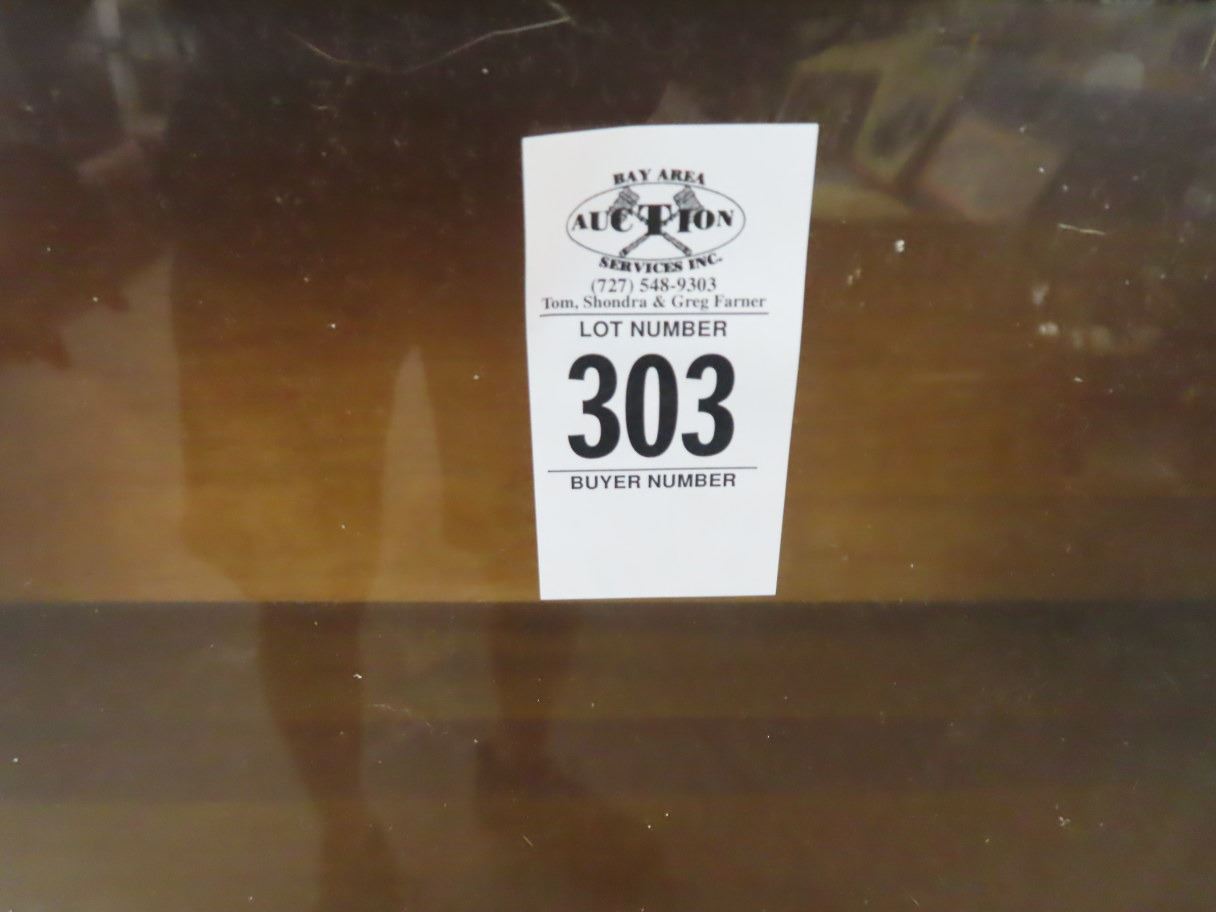 BAY AREA
AUCTION
SERVICES INC.
(727) 548-9303
Tom, Shondra & Greg Farner
LOT NUMBER
303
BUYER NUMBER